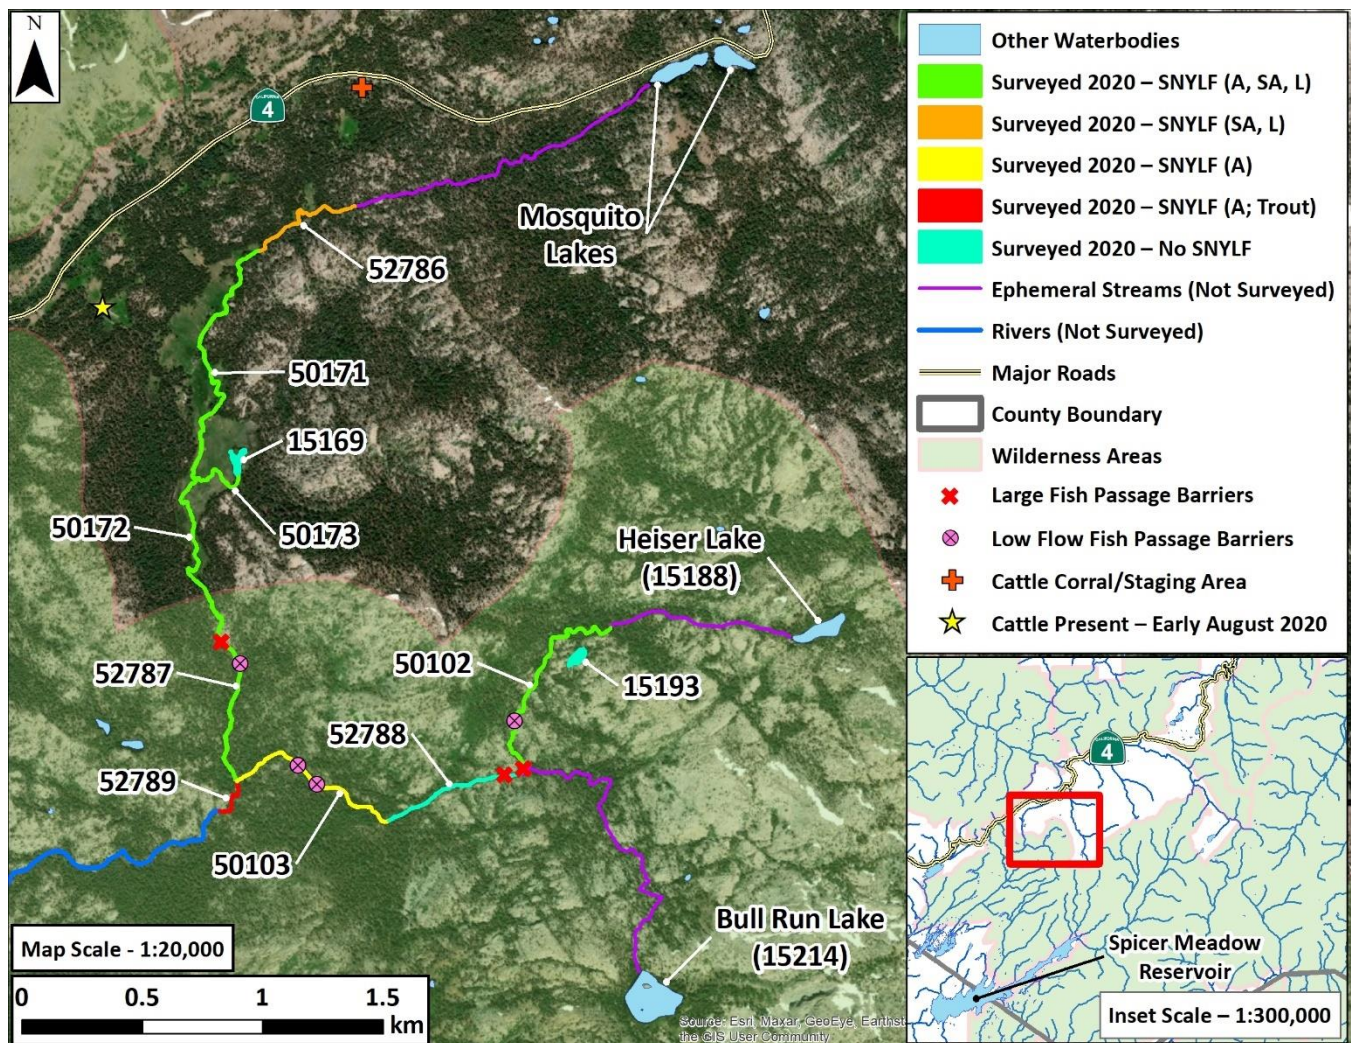 N
CALIFORNIA
4
Mosquito
Lakes
52786
50171
15169
50172
50173
Heiser Lake
(15188)
50102
15193
52787
52788
52789
50103
Bull Run Lake
(15214)
Map Scale - 1:20,000
0 0.5 1 1.5
km
Source: Esri, Maxar, GeoEye, Earthst
the GIS User Community
Other Waterbodies
Surveyed 2020 – SNYLF (A, SA, L)
Surveyed 2020 – SNYLF (SA, L)
Surveyed 2020 – SNYLF (A)
Surveyed 2020 – SNYLF (A; Trout)
Surveyed 2020 – No SNYLF
Ephemeral Streams (Not Surveyed)
Rivers (Not Surveyed)
Major Roads
County Boundary
Wilderness Areas
Large Fish Passage Barriers
Low Flow Fish Passage Barriers
Cattle Corral/Staging Area
Cattle Present – Early August 2020
CALIFORNIA
4
Spicer Meadow
Reservoir
Inset Scale – 1:300,000